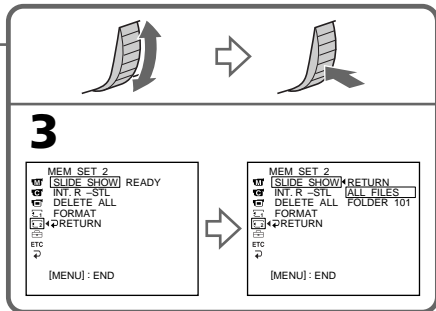 3
MEM SET 2
SLIDE SHOW READY
INT. R –STL
DELETE ALL
FORMAT
RETURN
ETC
[MENU] : END
MEM SET 2
SLIDE SHOW RETURN
INT. R –STL ALL FILES
DELETE ALL FOLDER 101
FORMAT
RETURN
ETC
[MENU] : END